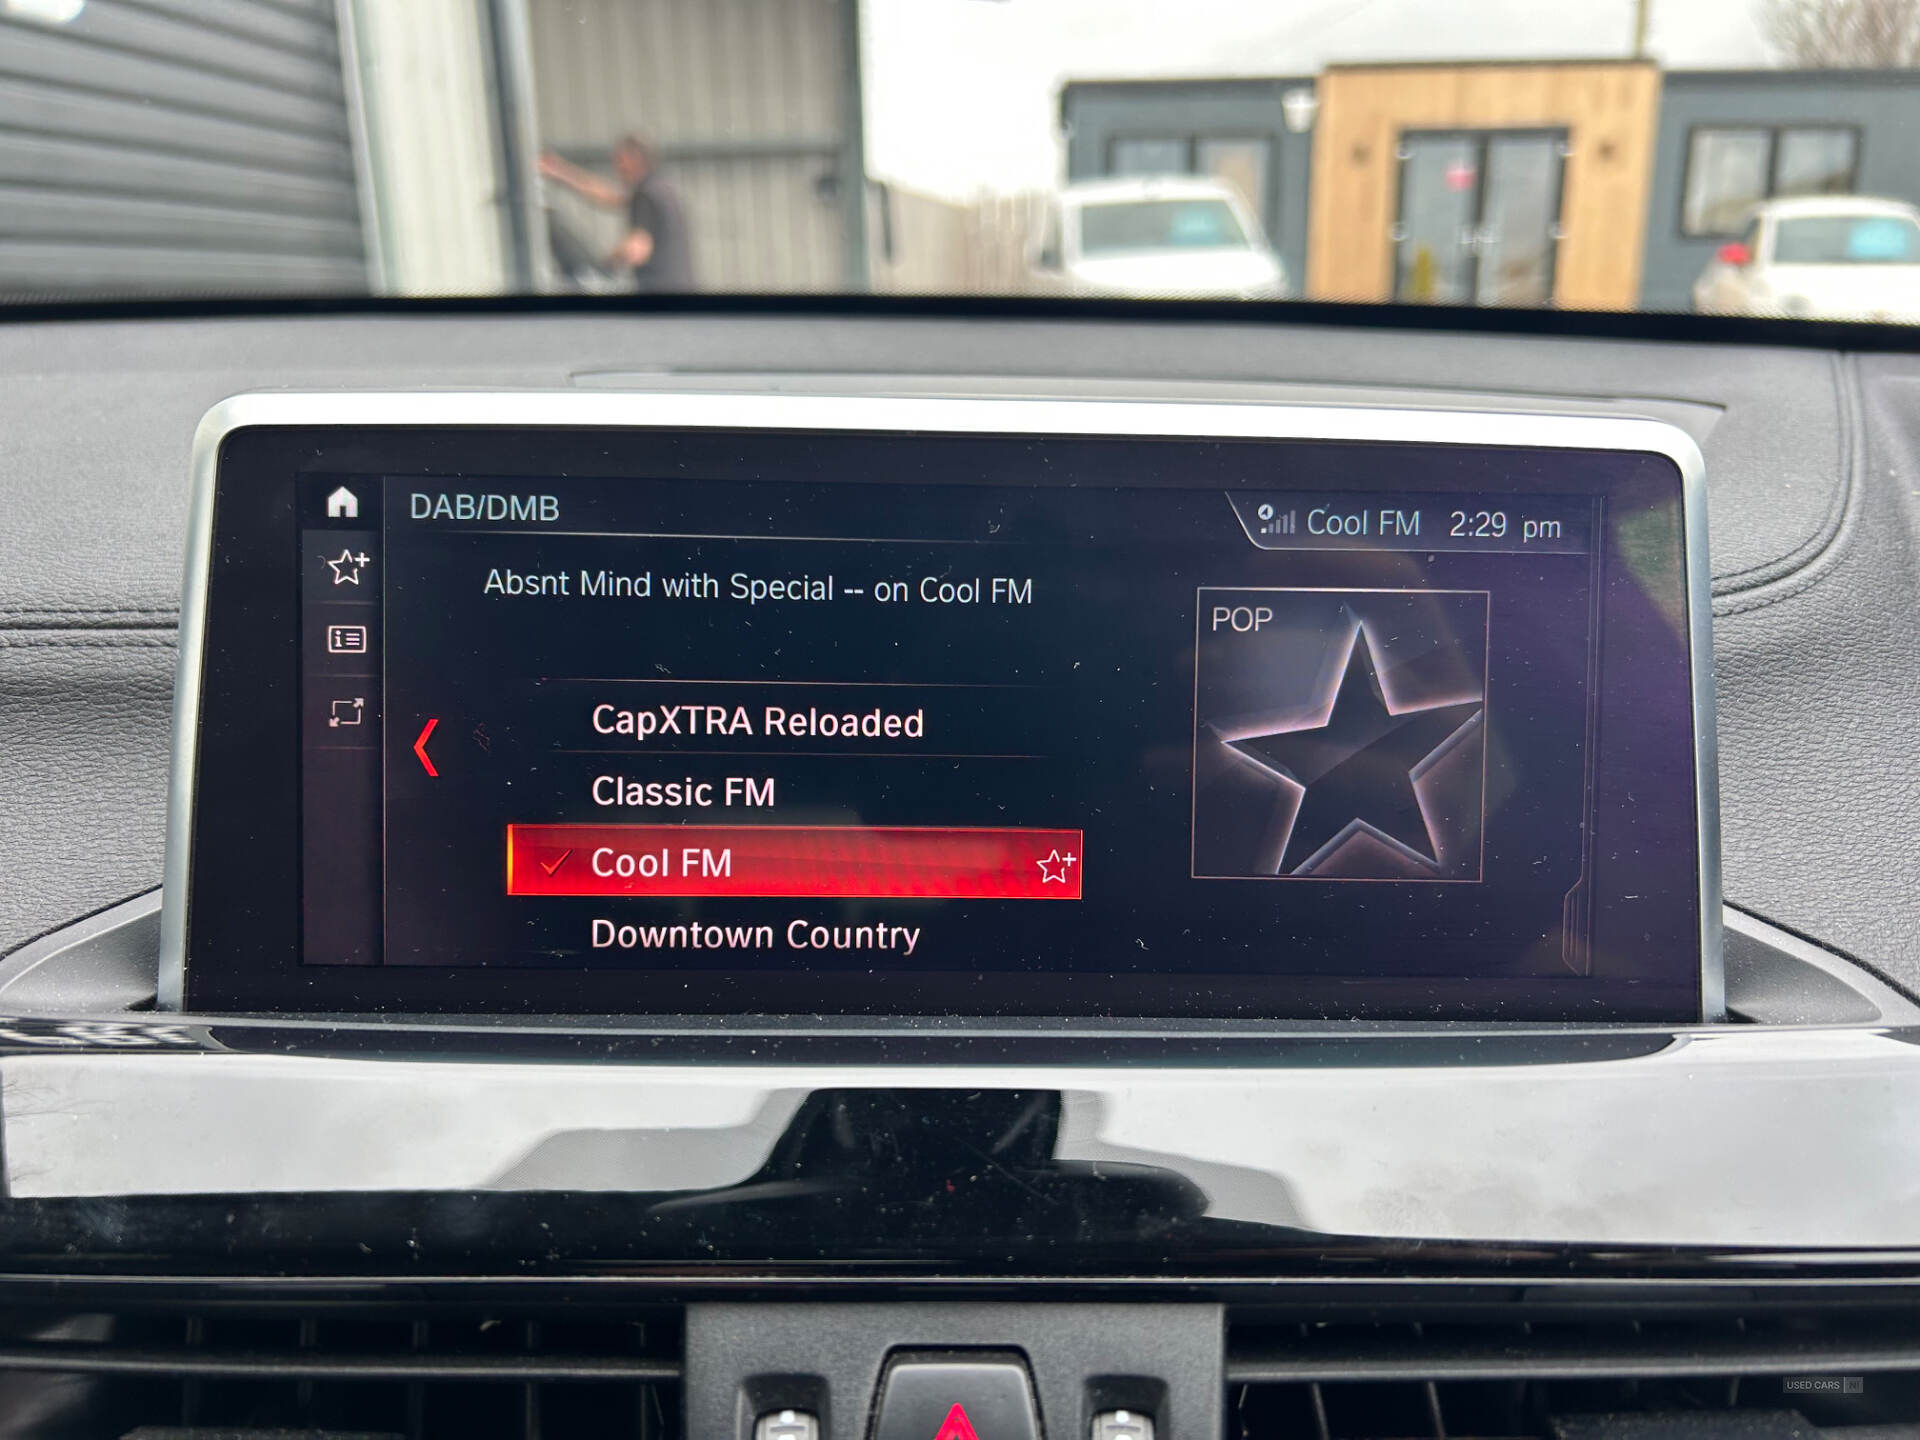 DAB/DMB
Cool FM 2:29 pm
Absnt Mind with Special -- on Cool FM
POP
CapXTRA Reloaded
Classic FM
Cool FM
Downtown Country
USED CARS NI